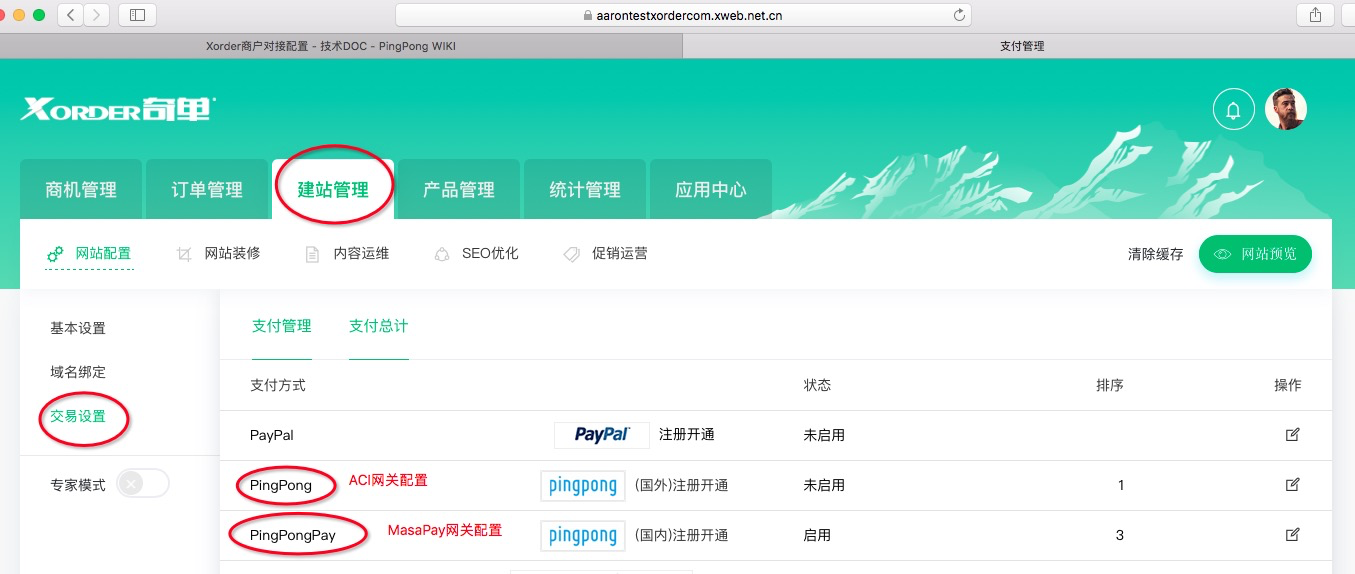 aarontestxordercom.xweb.net.cn
Xorder商户对接配置 - 技术DOC - PingPong WIKI
支付管理
XORDER奇单
商机管理
订单管理
建站管理
产品管理
统计管理
应用中心
网站配置
网站装修
内容运维
SEO优化
促销运营
清除缓存
网站预览
基本设置
域名绑定
交易设置
专家模式
支付管理
支付总计
支付方式 状态 排序 操作
PayPal PayPal 注册开通 未启用
PingPong ACI网关配置 pingpong (国外)注册开通 未启用 1
PingPongPay MasaPay网关配置 pingpong (国内)注册开通 启用 3